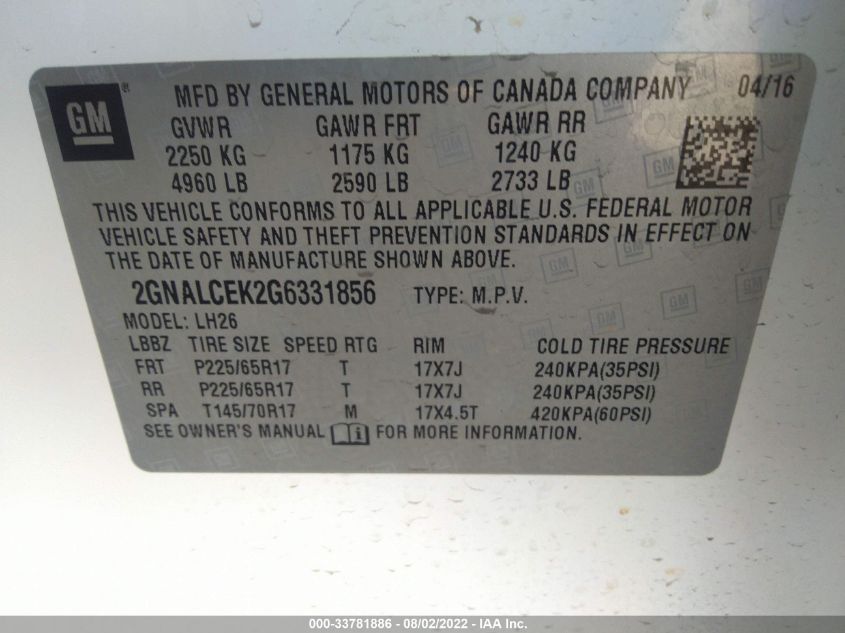 GM ® MFD BY GENERAL MOTORS OF CANADA COMPANY 04/16
GVWR GAWR FRT GAWR RR
2250 KG 1175 KG 1240 KG
4960 LB 2590 LB 2733 LB
THIS VEHICLE CONFORMS TO ALL APPLICABLE U.S. FEDERAL MOTOR
VEHICLE SAFETY AND THEFT PREVENTION STANDARDS IN EFFECT ON
THE DATE OF MANUFACTURE SHOWN ABOVE.
2GNALCEK2G6331856 TYPE: M.P.V.
MODEL: LH26
LBBZ TIRE SIZE SPEED RTG RIM COLD TIRE PRESSURE
FRT P225/65R17 T 17X7J 240KPA(35PSI)
RR P225/65R17 T 17X7J 240KPA(35PSI)
SPA T145/70R17 M 17X4.5T 420KPA(60PSI)
SEE OWNER'S MANUAL FOR MORE INFORMATION.
000-33781886 - 08/02/2022 - © IAA Inc.